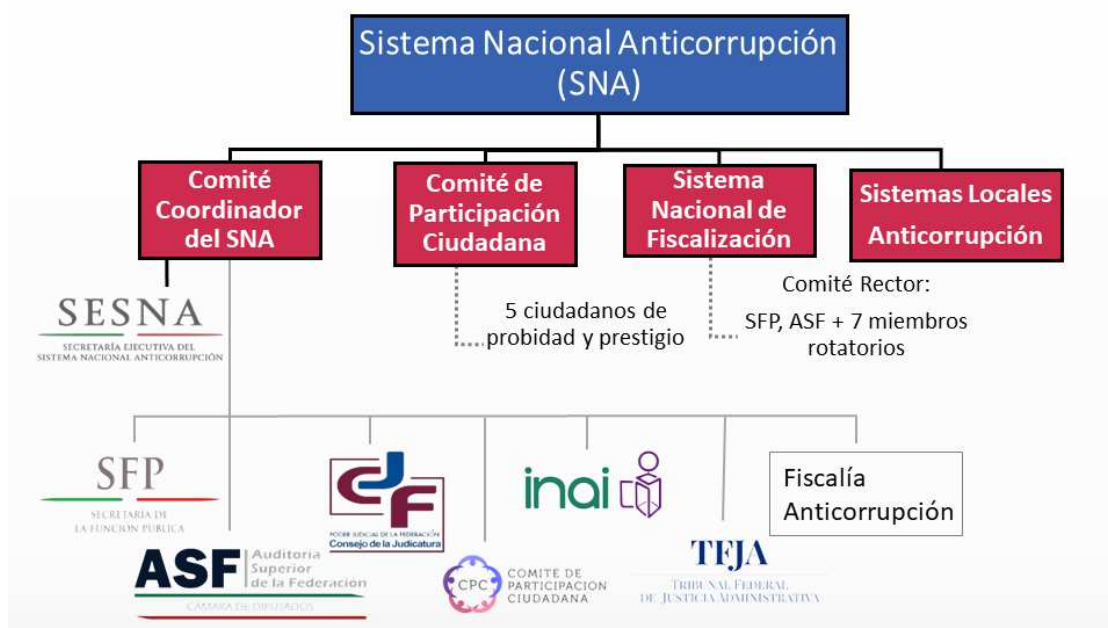 Sistema Nacional Anticorrupción
(SNA)
Comité
Coordinador
del SNA
Comité de
Participación
Ciudadana
Sistema
Nacional de
Fiscalización
Sistemas Locales
Anticorrupción
SESNA
SECRETARÍA EJECUTIVA DEL
SISTEMA NACIONAL ANTICORRUPCIÓN
5 ciudadanos de
probidad y prestigio
Comité Rector:
SFP, ASF + 7 miembros
rotatorios
SFP
SECRETARÍA DE
LA FUNCIÓN PÚBLICA
CJF
PODER JUDICIAL DE LA FEDERACIÓN
Consejo de la Judicatura
inai
Fiscalía
Anticorrupción
ASF
Auditoría
Superior
de la Federación
CÁMARA DE DIPUTADOS
CPC
COMITE DE
PARTICIPACIÓN
CIUDADANA
TFJA
TRIBUNAL FEDERAL
DE JUSTICIA ADMINISTRATIVA